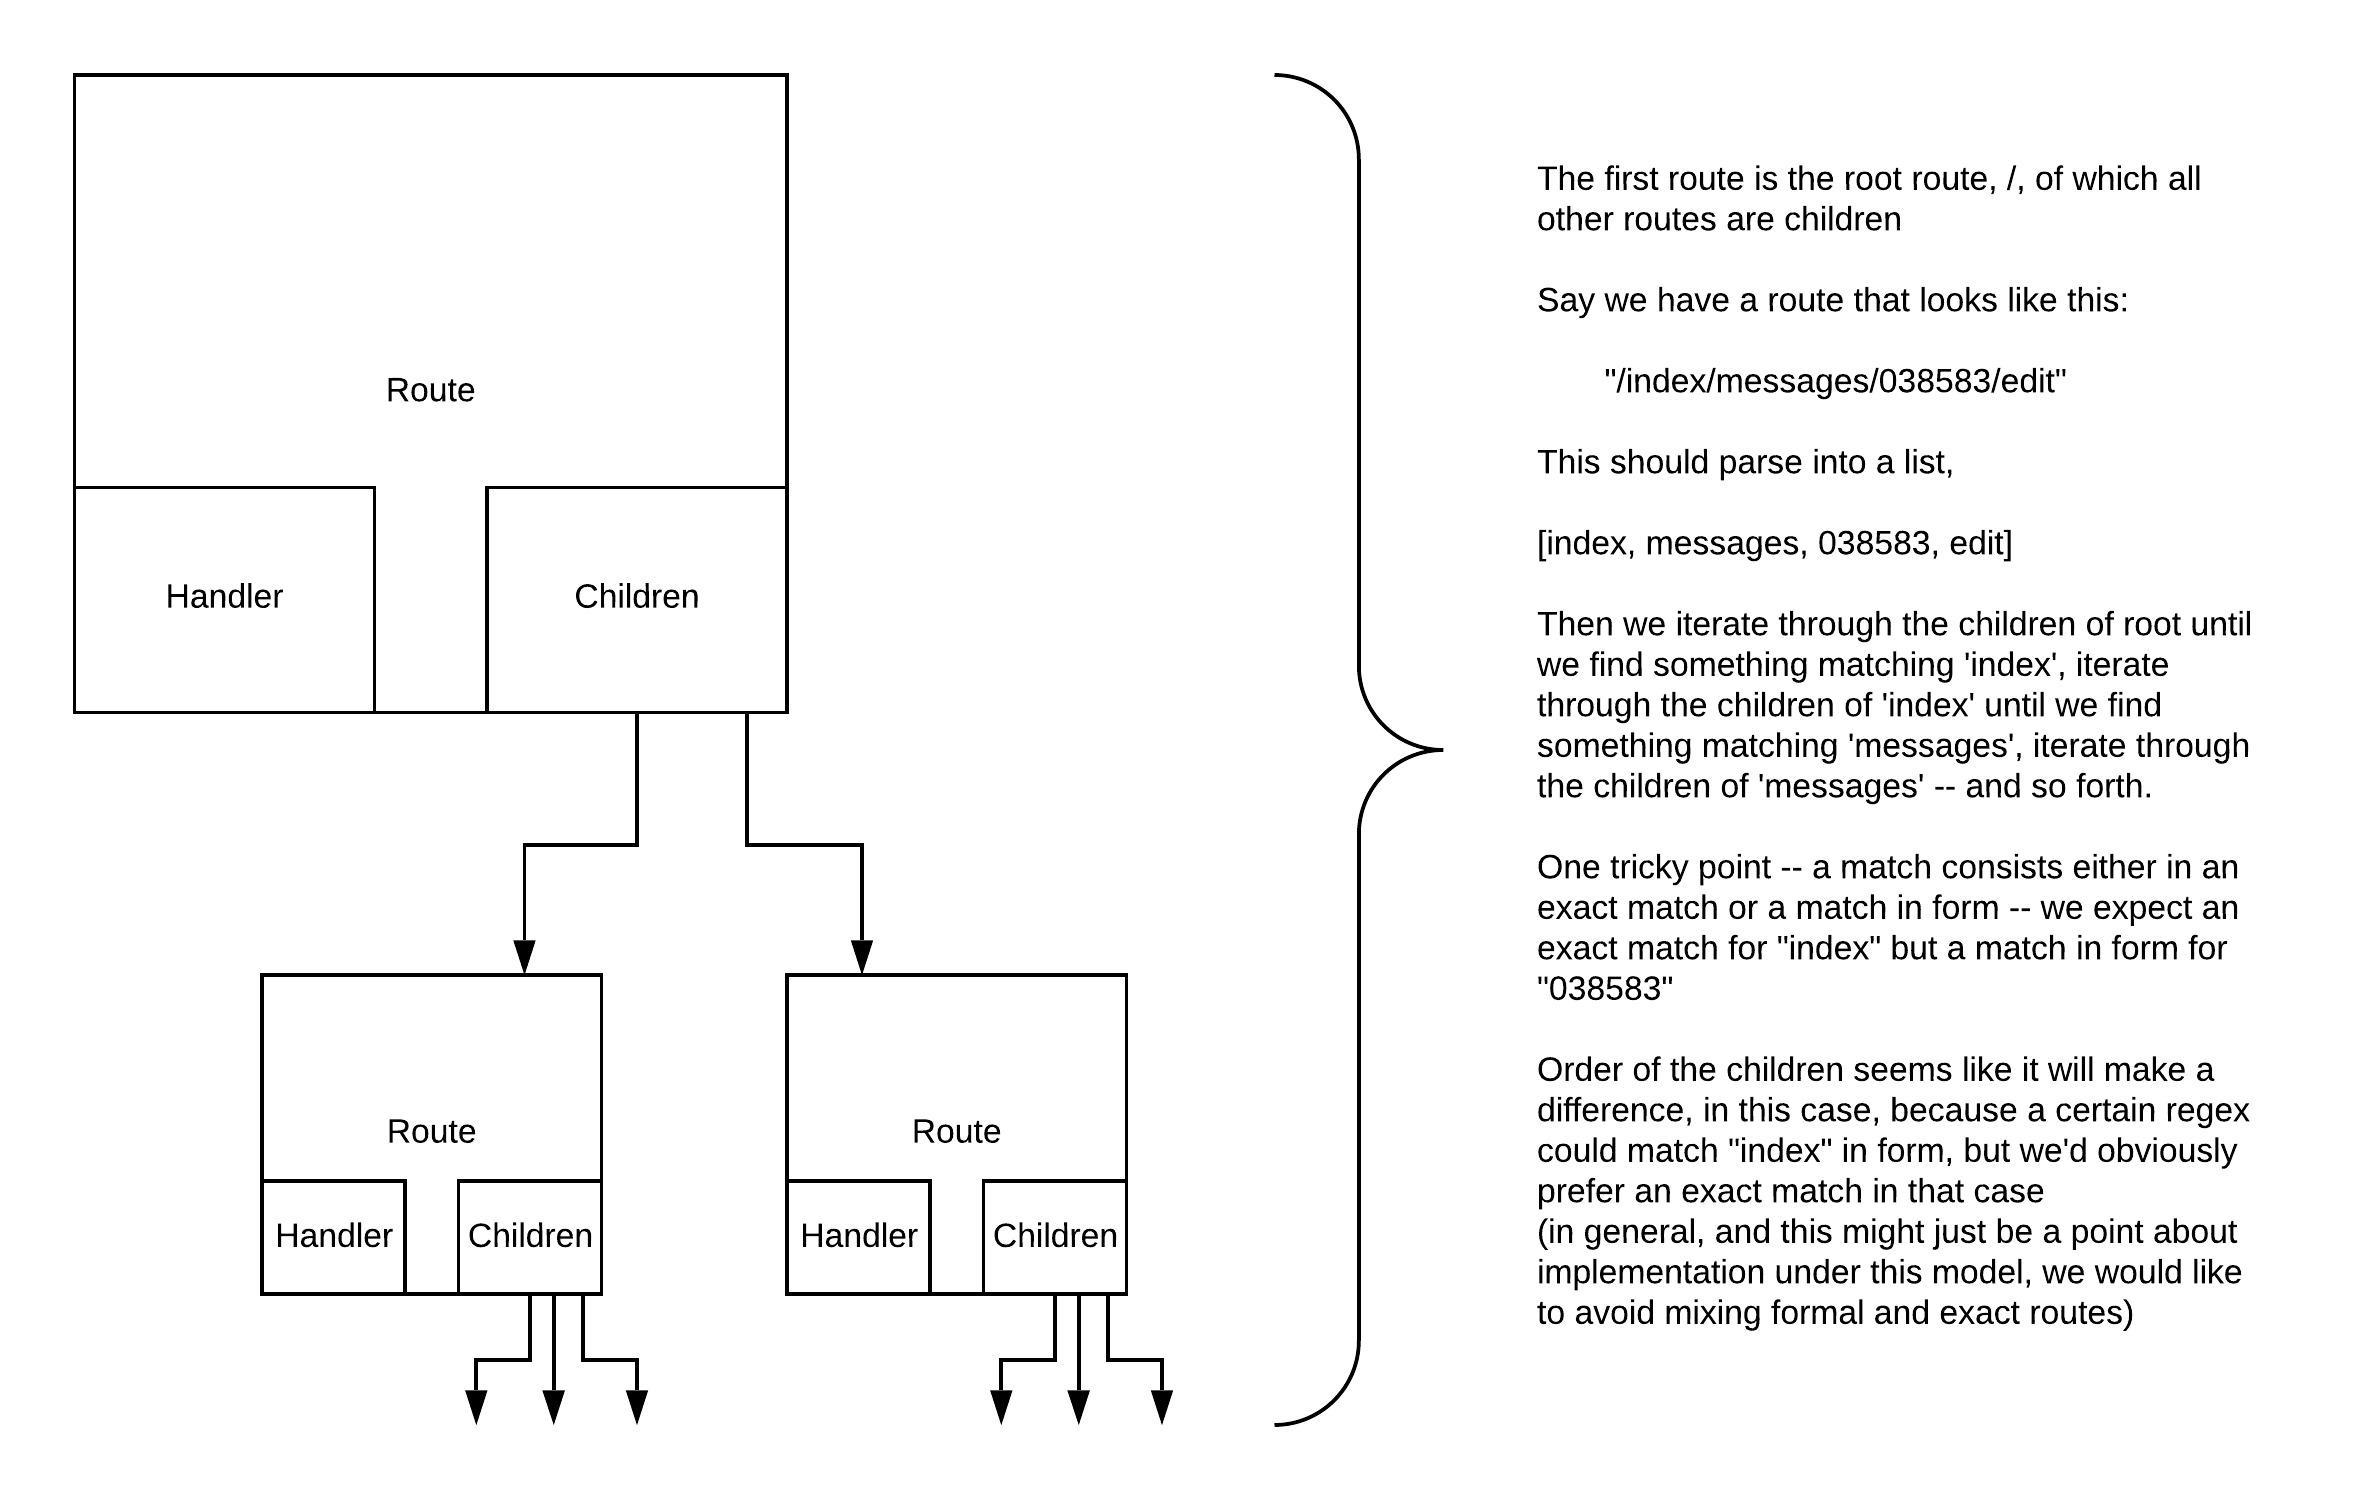 Route
Handler
Children
Route
Handler
Children
Route
Handler
Children
The first route is the root route, /, of which all
other routes are children
Say we have a route that looks like this:
"/index/messages/038583/edit"
This should parse into a list,
[index, messages, 038583, edit]
Then we iterate through the children of root until
we find something matching 'index', iterate
through the children of 'index' until we find
something matching 'messages', iterate through
the children of 'messages' -- and so forth.
One tricky point -- a match consists either in an
exact match or a match in form -- we expect an
exact match for "index" but a match in form for
"038583"
Order of the children seems like it will make a
difference, in this case, because a certain regex
could match "index" in form, but we'd obviously
prefer an exact match in that case
(in general, and this might just be a point about
implementation under this model, we would like
to avoid mixing formal and exact routes)